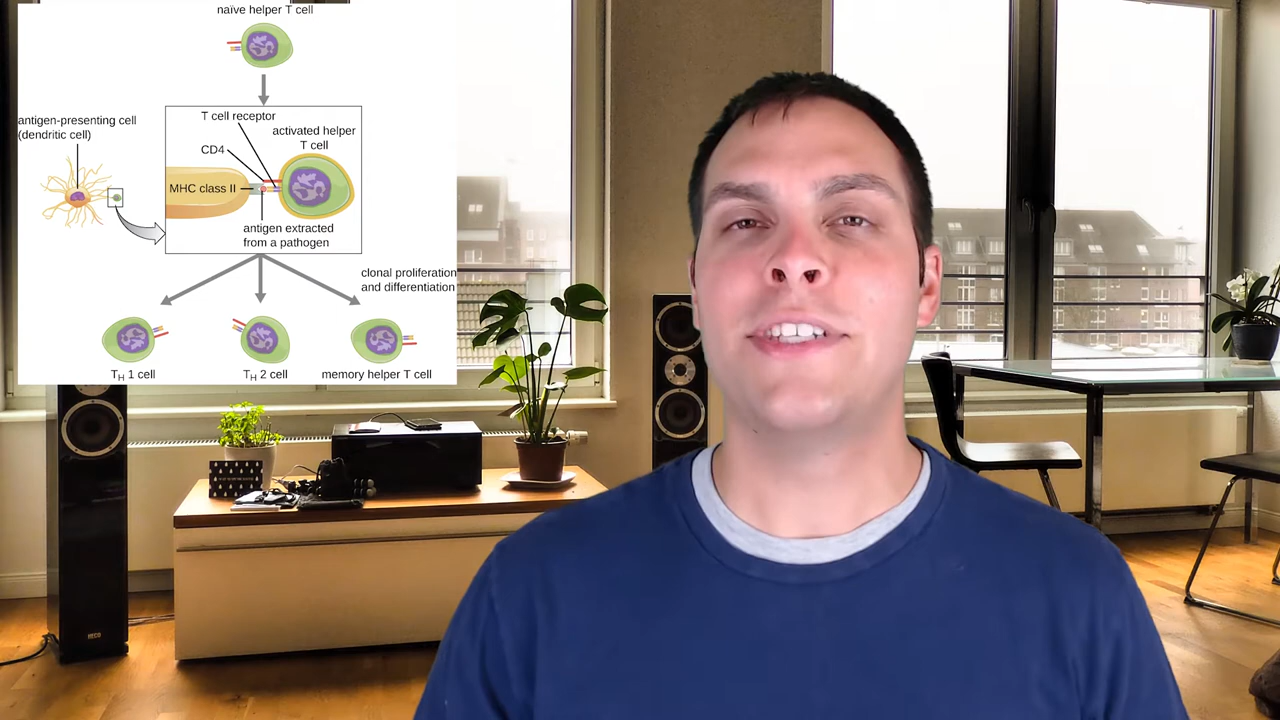 naïve helper T cell
antigen-presenting cell
(dendritic cell)
T cell receptor
activated helper
T cell
CD4
MHC class II
antigen extracted
from a pathogen
clonal proliferation
and differentiation
TH 1 cell
TH 2 cell
memory helper T cell